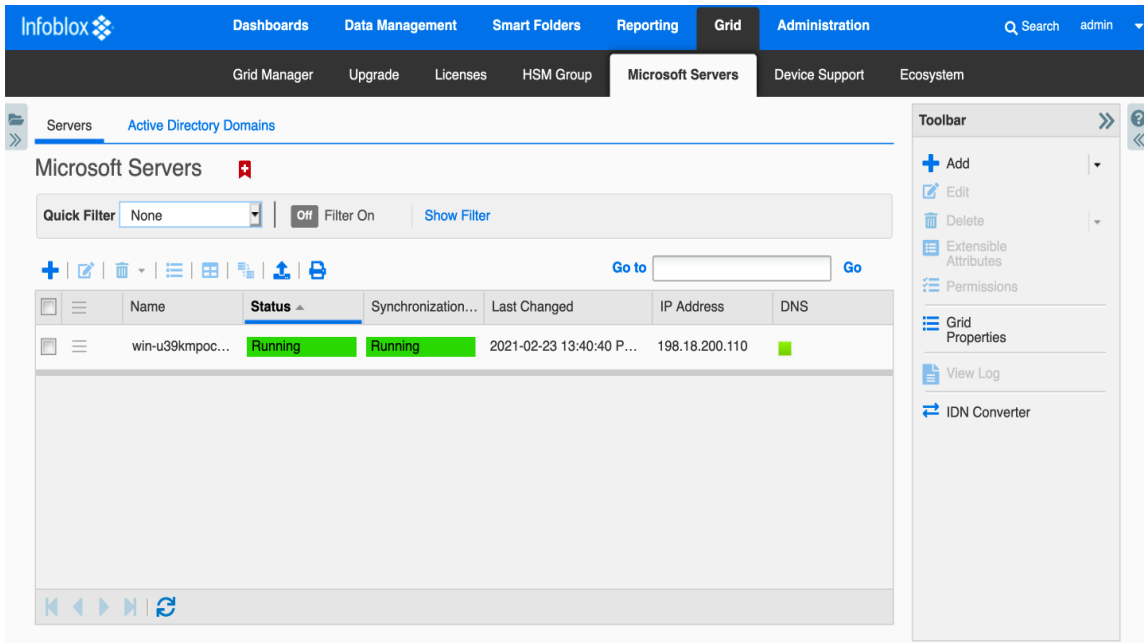 Infoblox
Dashboards Data Management Smart Folders Reporting Grid Administration Search admin
Grid Manager Upgrade Licenses HSM Group Microsoft Servers Device Support Ecosystem
Servers Active Directory Domains
Microsoft Servers
Quick Filter None Off Filter On Show Filter
Go to Go
Name Status Synchronization... Last Changed IP Address DNS
win-u39kmpoc... Running Running 2021-02-23 13:40:40 P... 198.18.200.110
Toolbar
Add
Edit
Delete
Extensible
Attributes
Permissions
Grid
Properties
View Log
IDN Converter